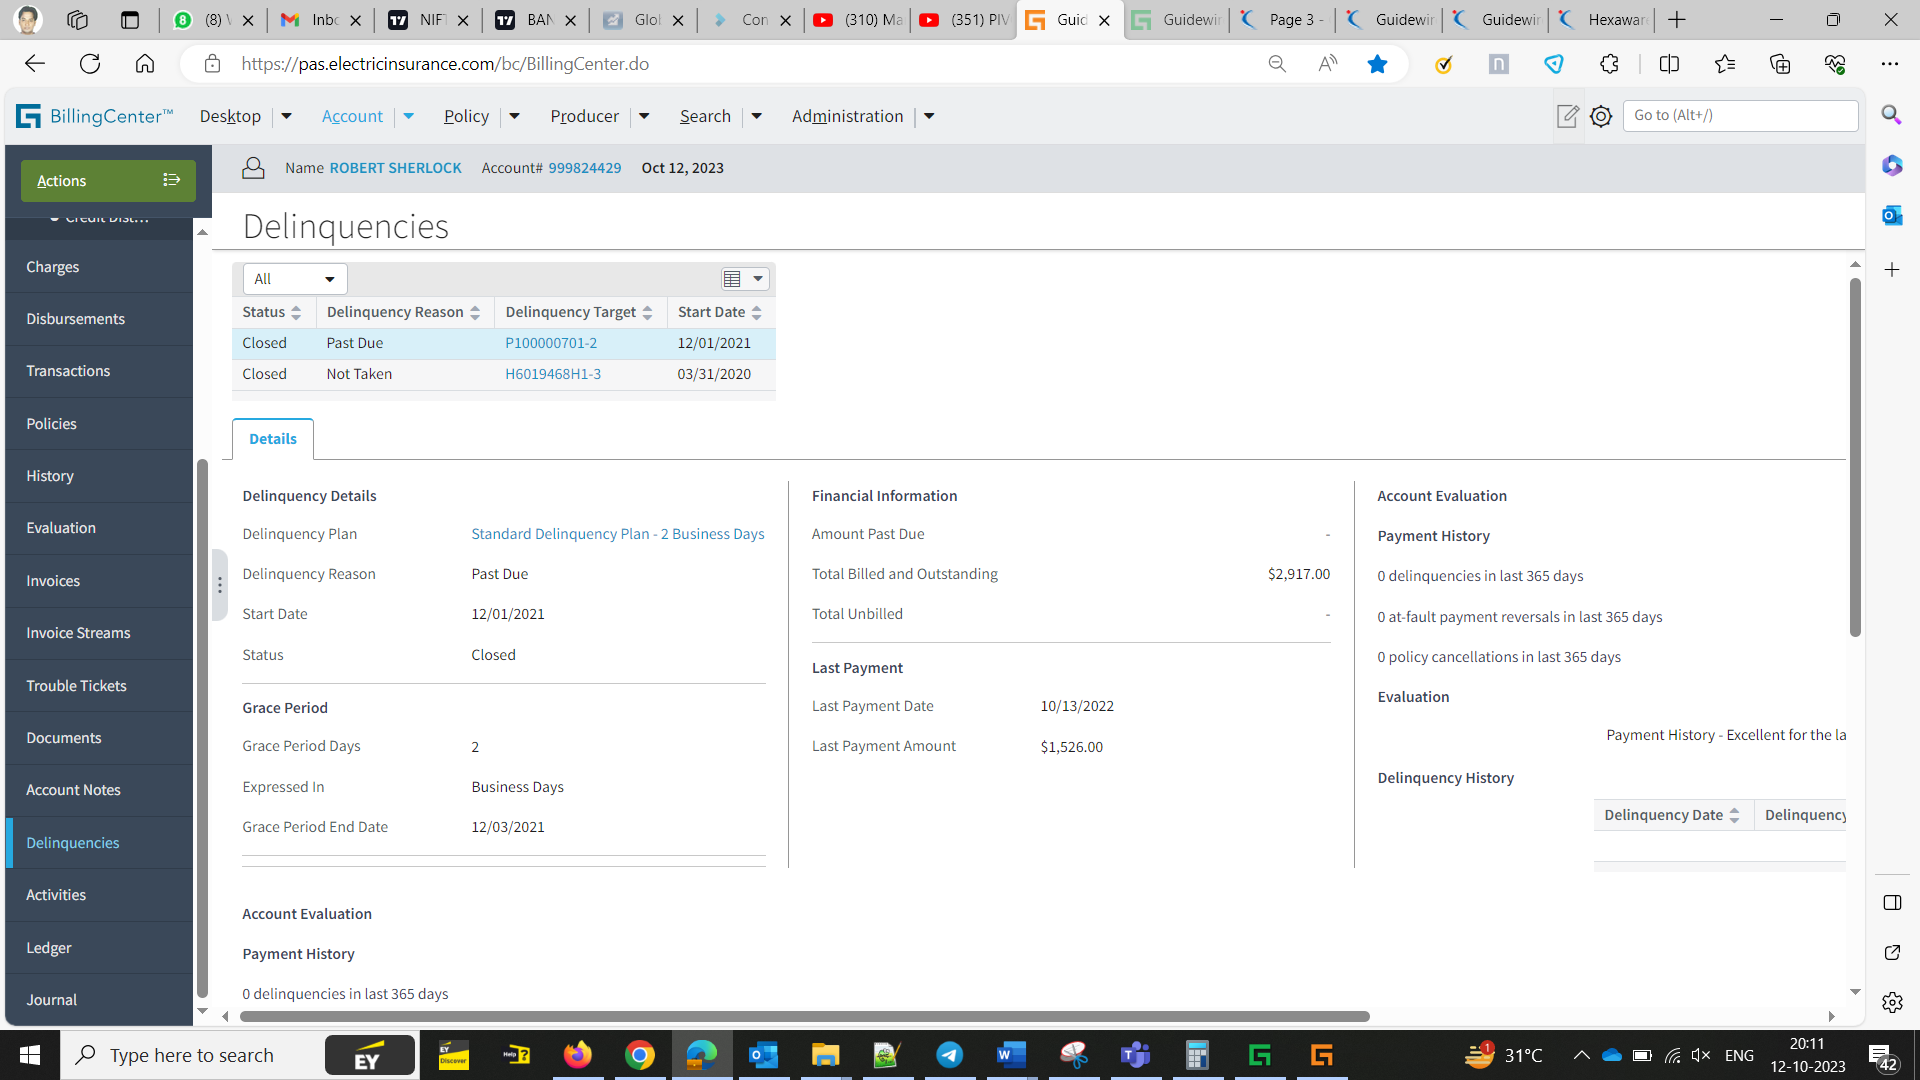 (8) W
Inbo
NIFT
BAN
Glob
Con
(310) Ma
(351) PIV
Guid
Guidewir
Page 3 -
Guidewir
Guidewir
Hexawar
https://pas.electricinsurance.com/bc/BillingCenter.do
BillingCenter™
Desktop
Account
Policy
Producer
Search
Administration
Go to (Alt+/)
Actions
Name ROBERT SHERLOCK Account# 999824429 Oct 12, 2023
Credit Dist...
Charges
Disbursements
Transactions
Policies
History
Evaluation
Invoices
Invoice Streams
Trouble Tickets
Documents
Account Notes
Delinquencies
Activities
Ledger
Journal
Delinquencies
All
Status Delinquency Reason Delinquency Target Start Date
Closed Past Due P100000701-2 12/01/2021
Closed Not Taken H6019468H1-3 03/31/2020
Details
Delinquency Details
Delinquency Plan Standard Delinquency Plan - 2 Business Days
Delinquency Reason Past Due
Start Date 12/01/2021
Status Closed
Grace Period
Grace Period Days 2
Expressed In Business Days
Grace Period End Date 12/03/2021
Financial Information
Amount Past Due -
Total Billed and Outstanding $2,917.00
Total Unbilled -
Last Payment
Last Payment Date 10/13/2022
Last Payment Amount $1,526.00
Account Evaluation
Payment History
0 delinquencies in last 365 days
0 at-fault payment reversals in last 365 days
0 policy cancellations in last 365 days
Evaluation
Payment History - Excellent for the la
Delinquency History
Delinquency Date Delinquency
Account Evaluation
Payment History
0 delinquencies in last 365 days
Type here to search
EY
EY
Discover
Help ?
1
31°C
ENG
20:11
12-10-2023
42